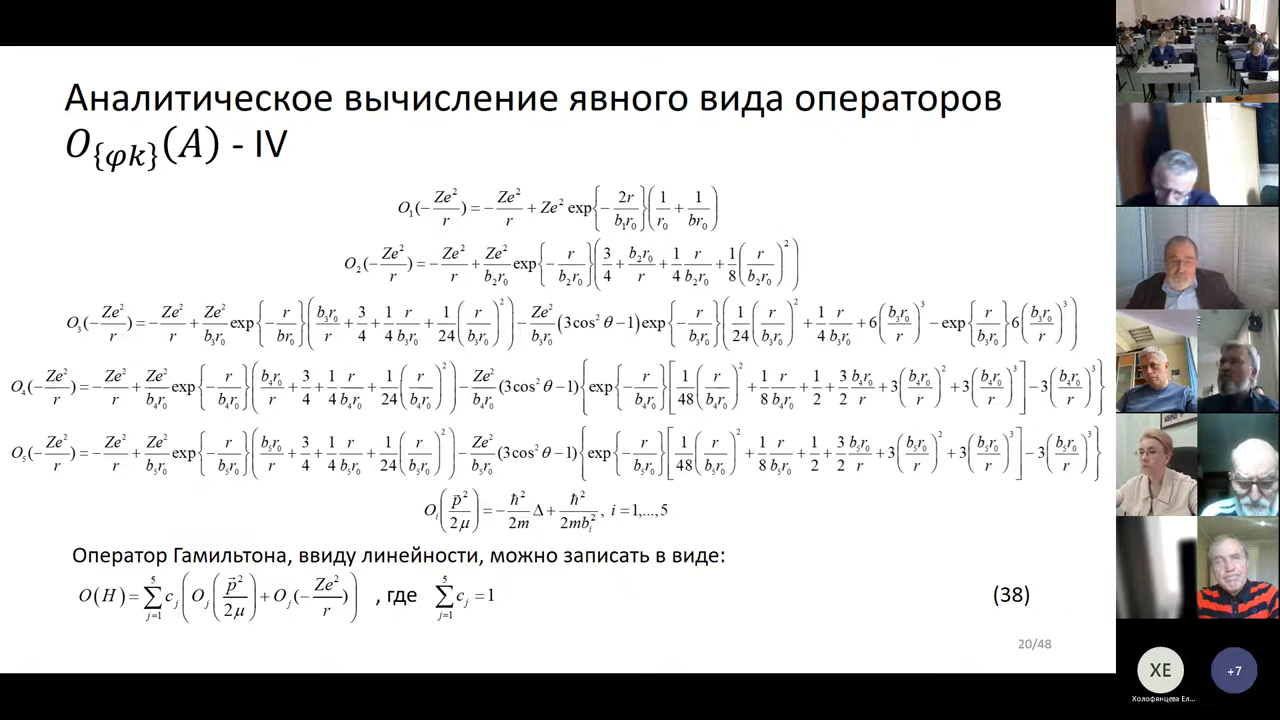 Аналитическое вычисление явного вида операторов
O_{φk}(A) - IV
O₁(-Ze²/r) = -Ze²/r + Ze² exp{-2r/b₁r₀}(1/r₀ + 1/br₀)
O₂(-Ze²/r) = -Ze²/r + Ze²/b₂r₀ exp{-r/b₂r₀}(3/4 + b₂r₀/r + 1/4 r/b₂r₀ + 1/8(r/b₂r₀)²)
O₃(-Ze²/r) = -Ze²/r + Ze²/b₃r₀ exp{-r/br₀}(b₃r₀/r + 3/4 + 1/4 r/b₃r₀ + 1/24(r/b₃r₀)²) - Ze²/b₃r₀ (3cos²θ-1)exp{-r/b₃r₀}(1/24(r/b₃r₀)² + 1/4 r/b₃r₀ + 6(b₃r₀/r)³ - exp{r/b₃r₀}6(b₃r₀/r)³)
O₄(-Ze²/r) = -Ze²/r + Ze²/b₄r₀ exp{-r/b₄r₀}(b₄r₀/r + 3/4 + 1/4 r/b₄r₀ + 1/24(r/b₄r₀)²) - Ze²/b₄r₀ (3cos²θ-1){exp{-r/b₄r₀}[1/48(r/b₄r₀)² + 1/8 r/b₄r₀ + 1/2 + 3/2 b₄r₀/r + 3(b₄r₀/r)² + 3(b₄r₀/r)³] - 3(b₄r₀/r)³}
O₅(-Ze²/r) = -Ze²/r + Ze²/b₅r₀ exp{-r/b₅r₀}(b₅r₀/r + 3/4 + 1/4 r/b₅r₀ + 1/24(r/b₅r₀)²) - Ze²/b₅r₀ (3cos²θ-1){exp{-r/b₅r₀}[1/48(r/b₅r₀)² + 1/8 r/b₅r₀ + 1/2 + 3/2 b₅r₀/r + 3(b₅r₀/r)² + 3(b₅r₀/r)³] - 3(b₅r₀/r)³}
Oᵢ(p⃗²/2μ) = -ħ²/2m Δ + ħ²/2mbᵢ², i = 1,...,5
Оператор Гамильтона, ввиду линейности, можно записать в виде:
O(H) = ∑_{j=1}^{5} c_j(O_j(p⃗²/2μ) + O_j(-Ze²/r)) , где ∑_{j=1}^{5} c_j = 1 (38)
20/48
XE
+7
Холофянцева Ел...